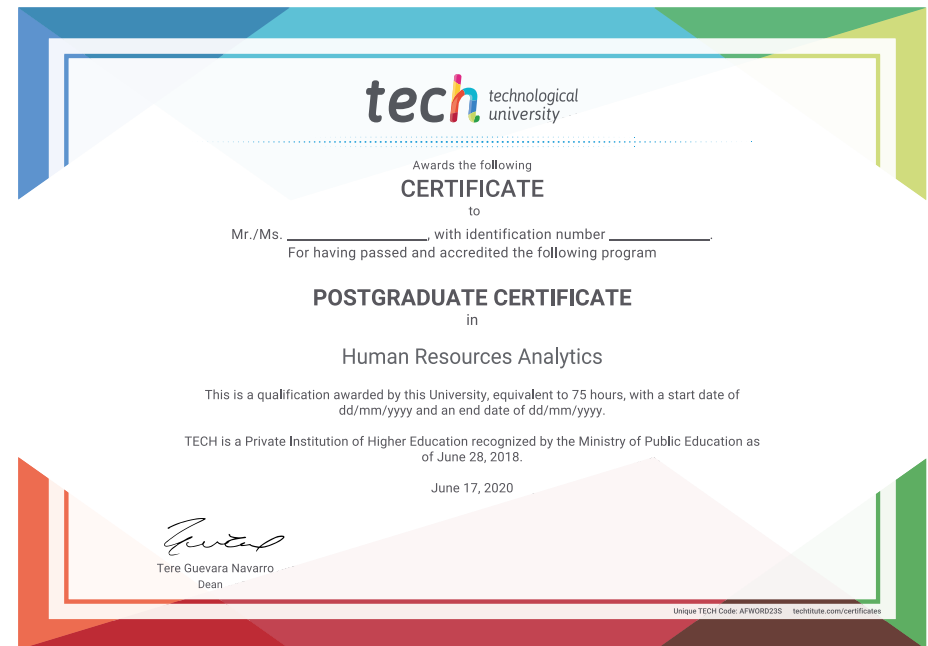 tech technological
university
Awards the following
CERTIFICATE
to
Mr./Ms. ____________________, with identification number ______________.
For having passed and accredited the following program
POSTGRADUATE CERTIFICATE
in
Human Resources Analytics
This is a qualification awarded by this University, equivalent to 75 hours, with a start date of
dd/mm/yyyy and an end date of dd/mm/yyyy.
TECH is a Private Institution of Higher Education recognized by the Ministry of Public Education as
of June 28, 2018.
June 17, 2020
Tere Guevara Navarro
Dean
Unique TECH Code: AFWORD23S techtitute.com/certificates